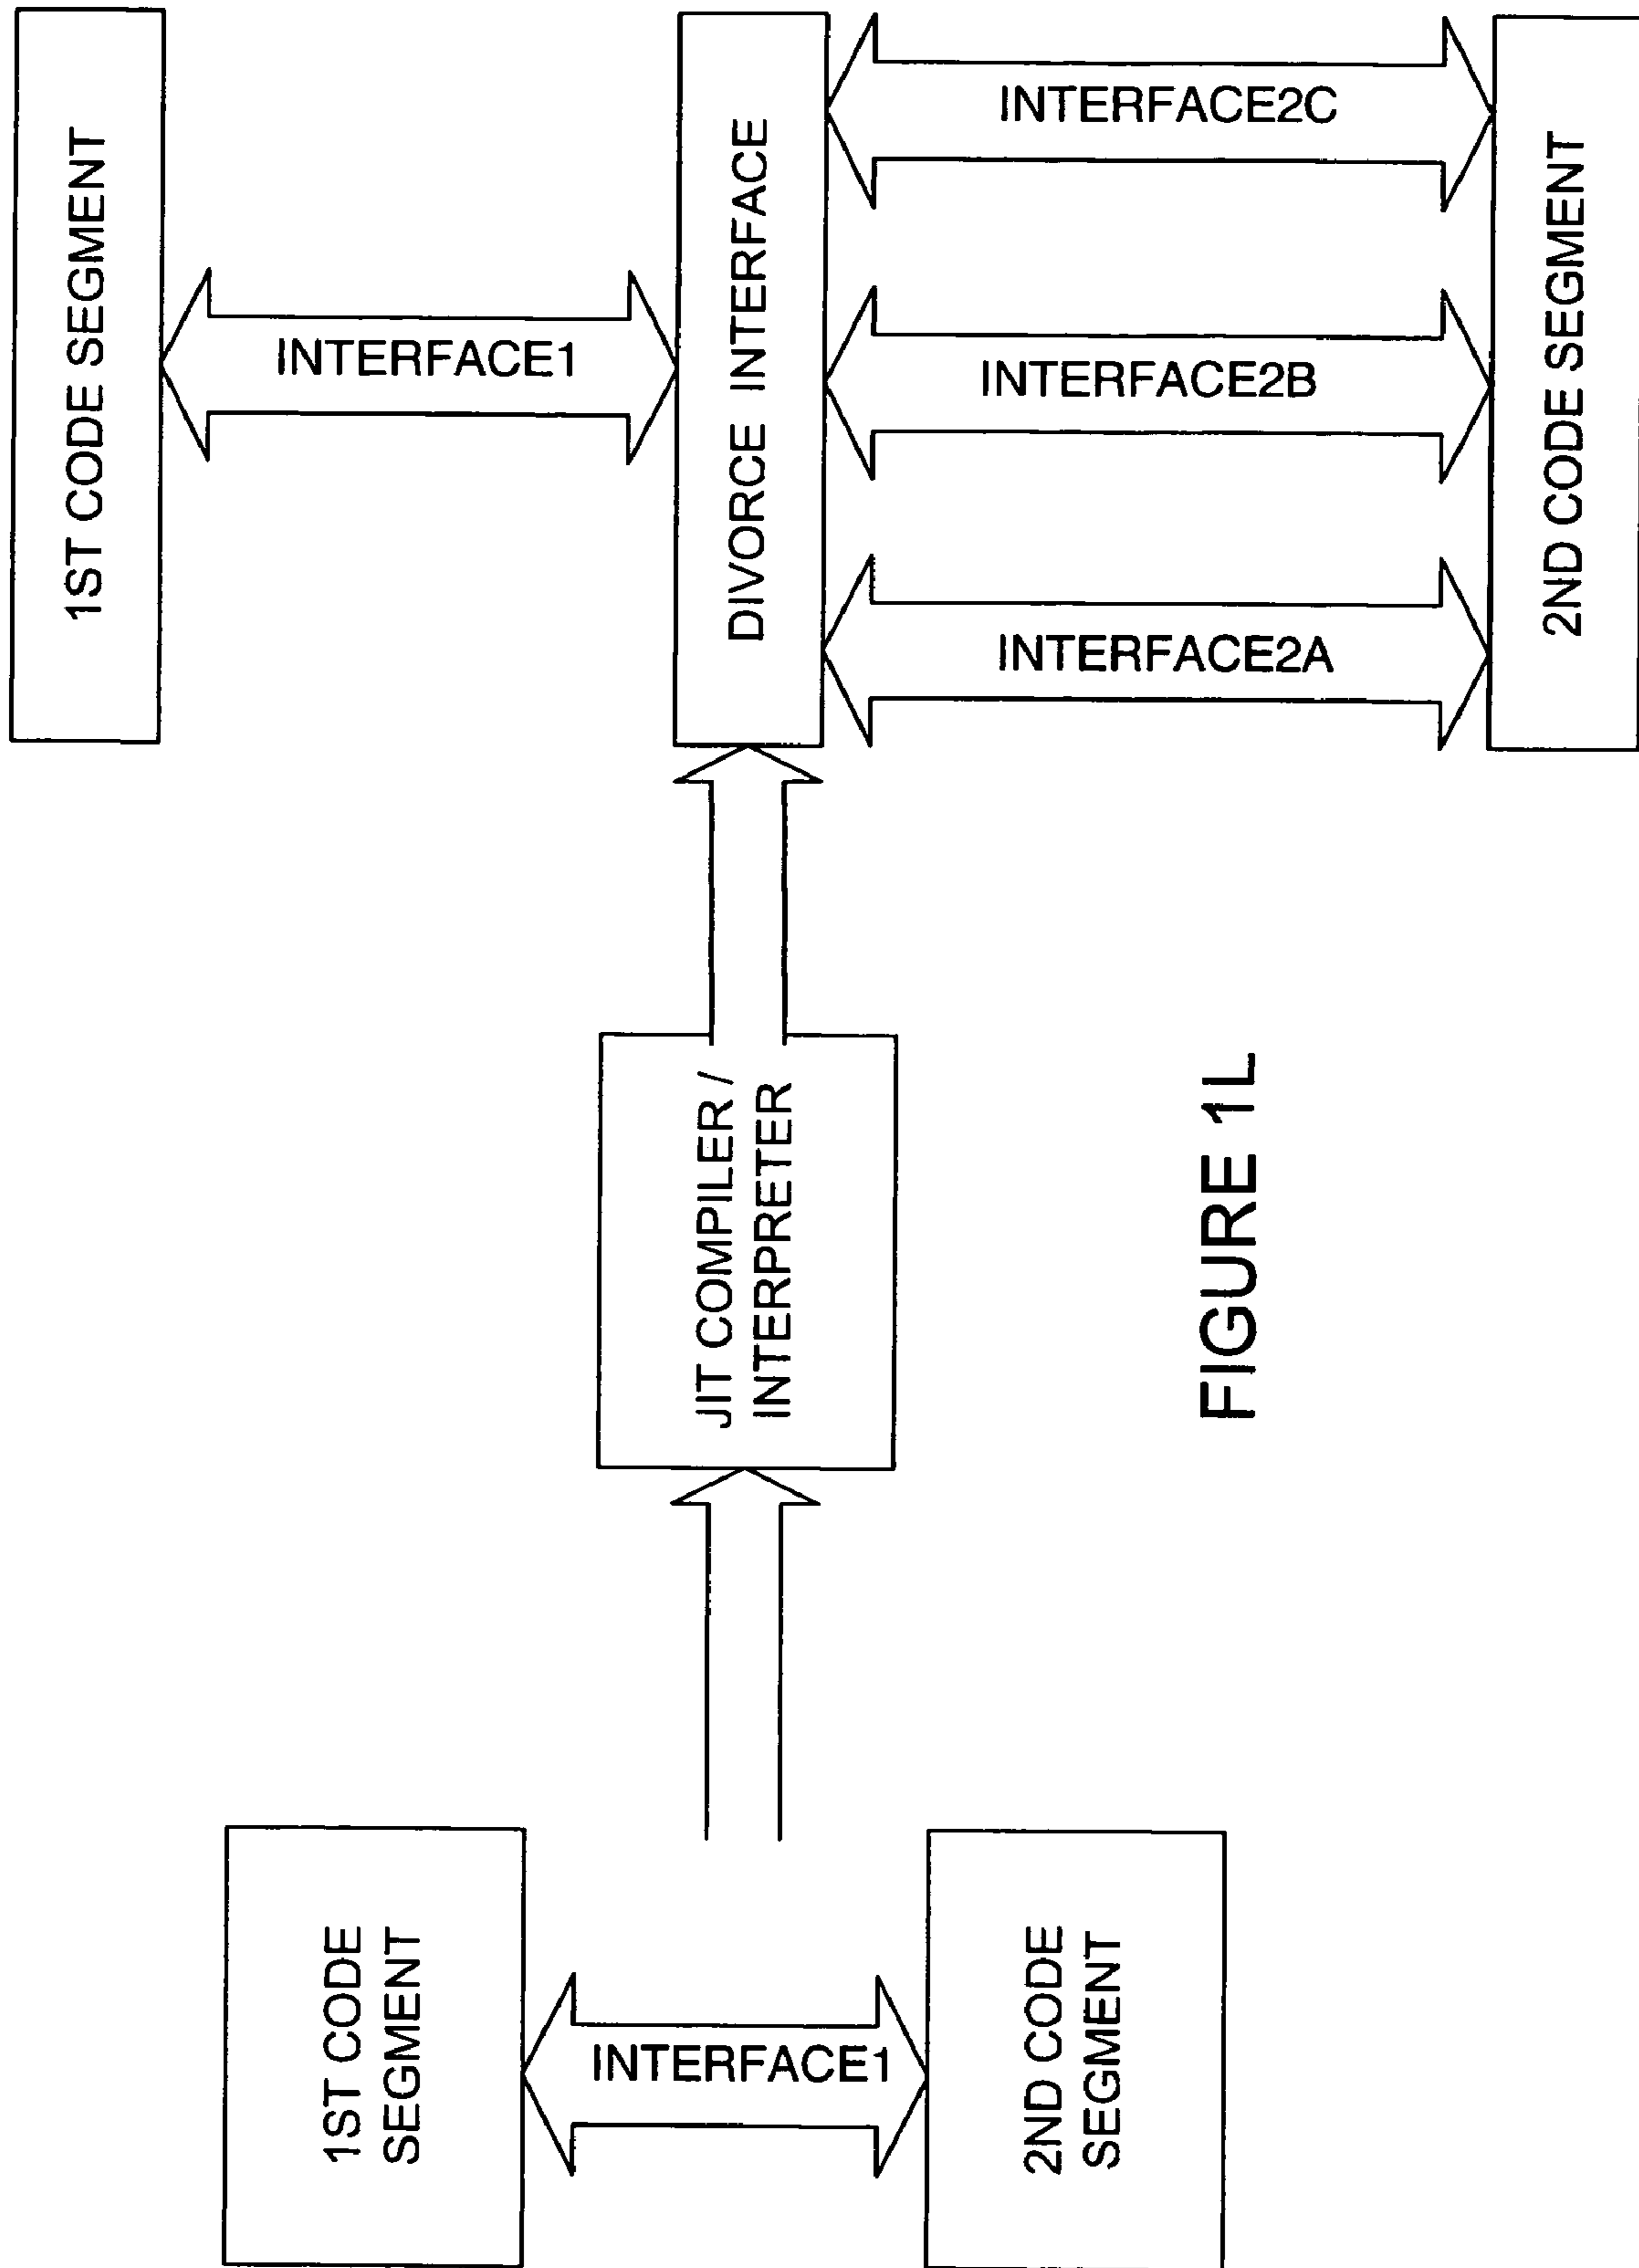 1ST CODE
SEGMENT
INTERFACE1
2ND CODE
SEGMENT
JIT COMPILER /
INTERPRETER
1ST CODE SEGMENT
INTERFACE1
DIVORCE INTERFACE
INTERFACE2A
INTERFACE2B
INTERFACE2C
2ND CODE SEGMENT
FIGURE 1L